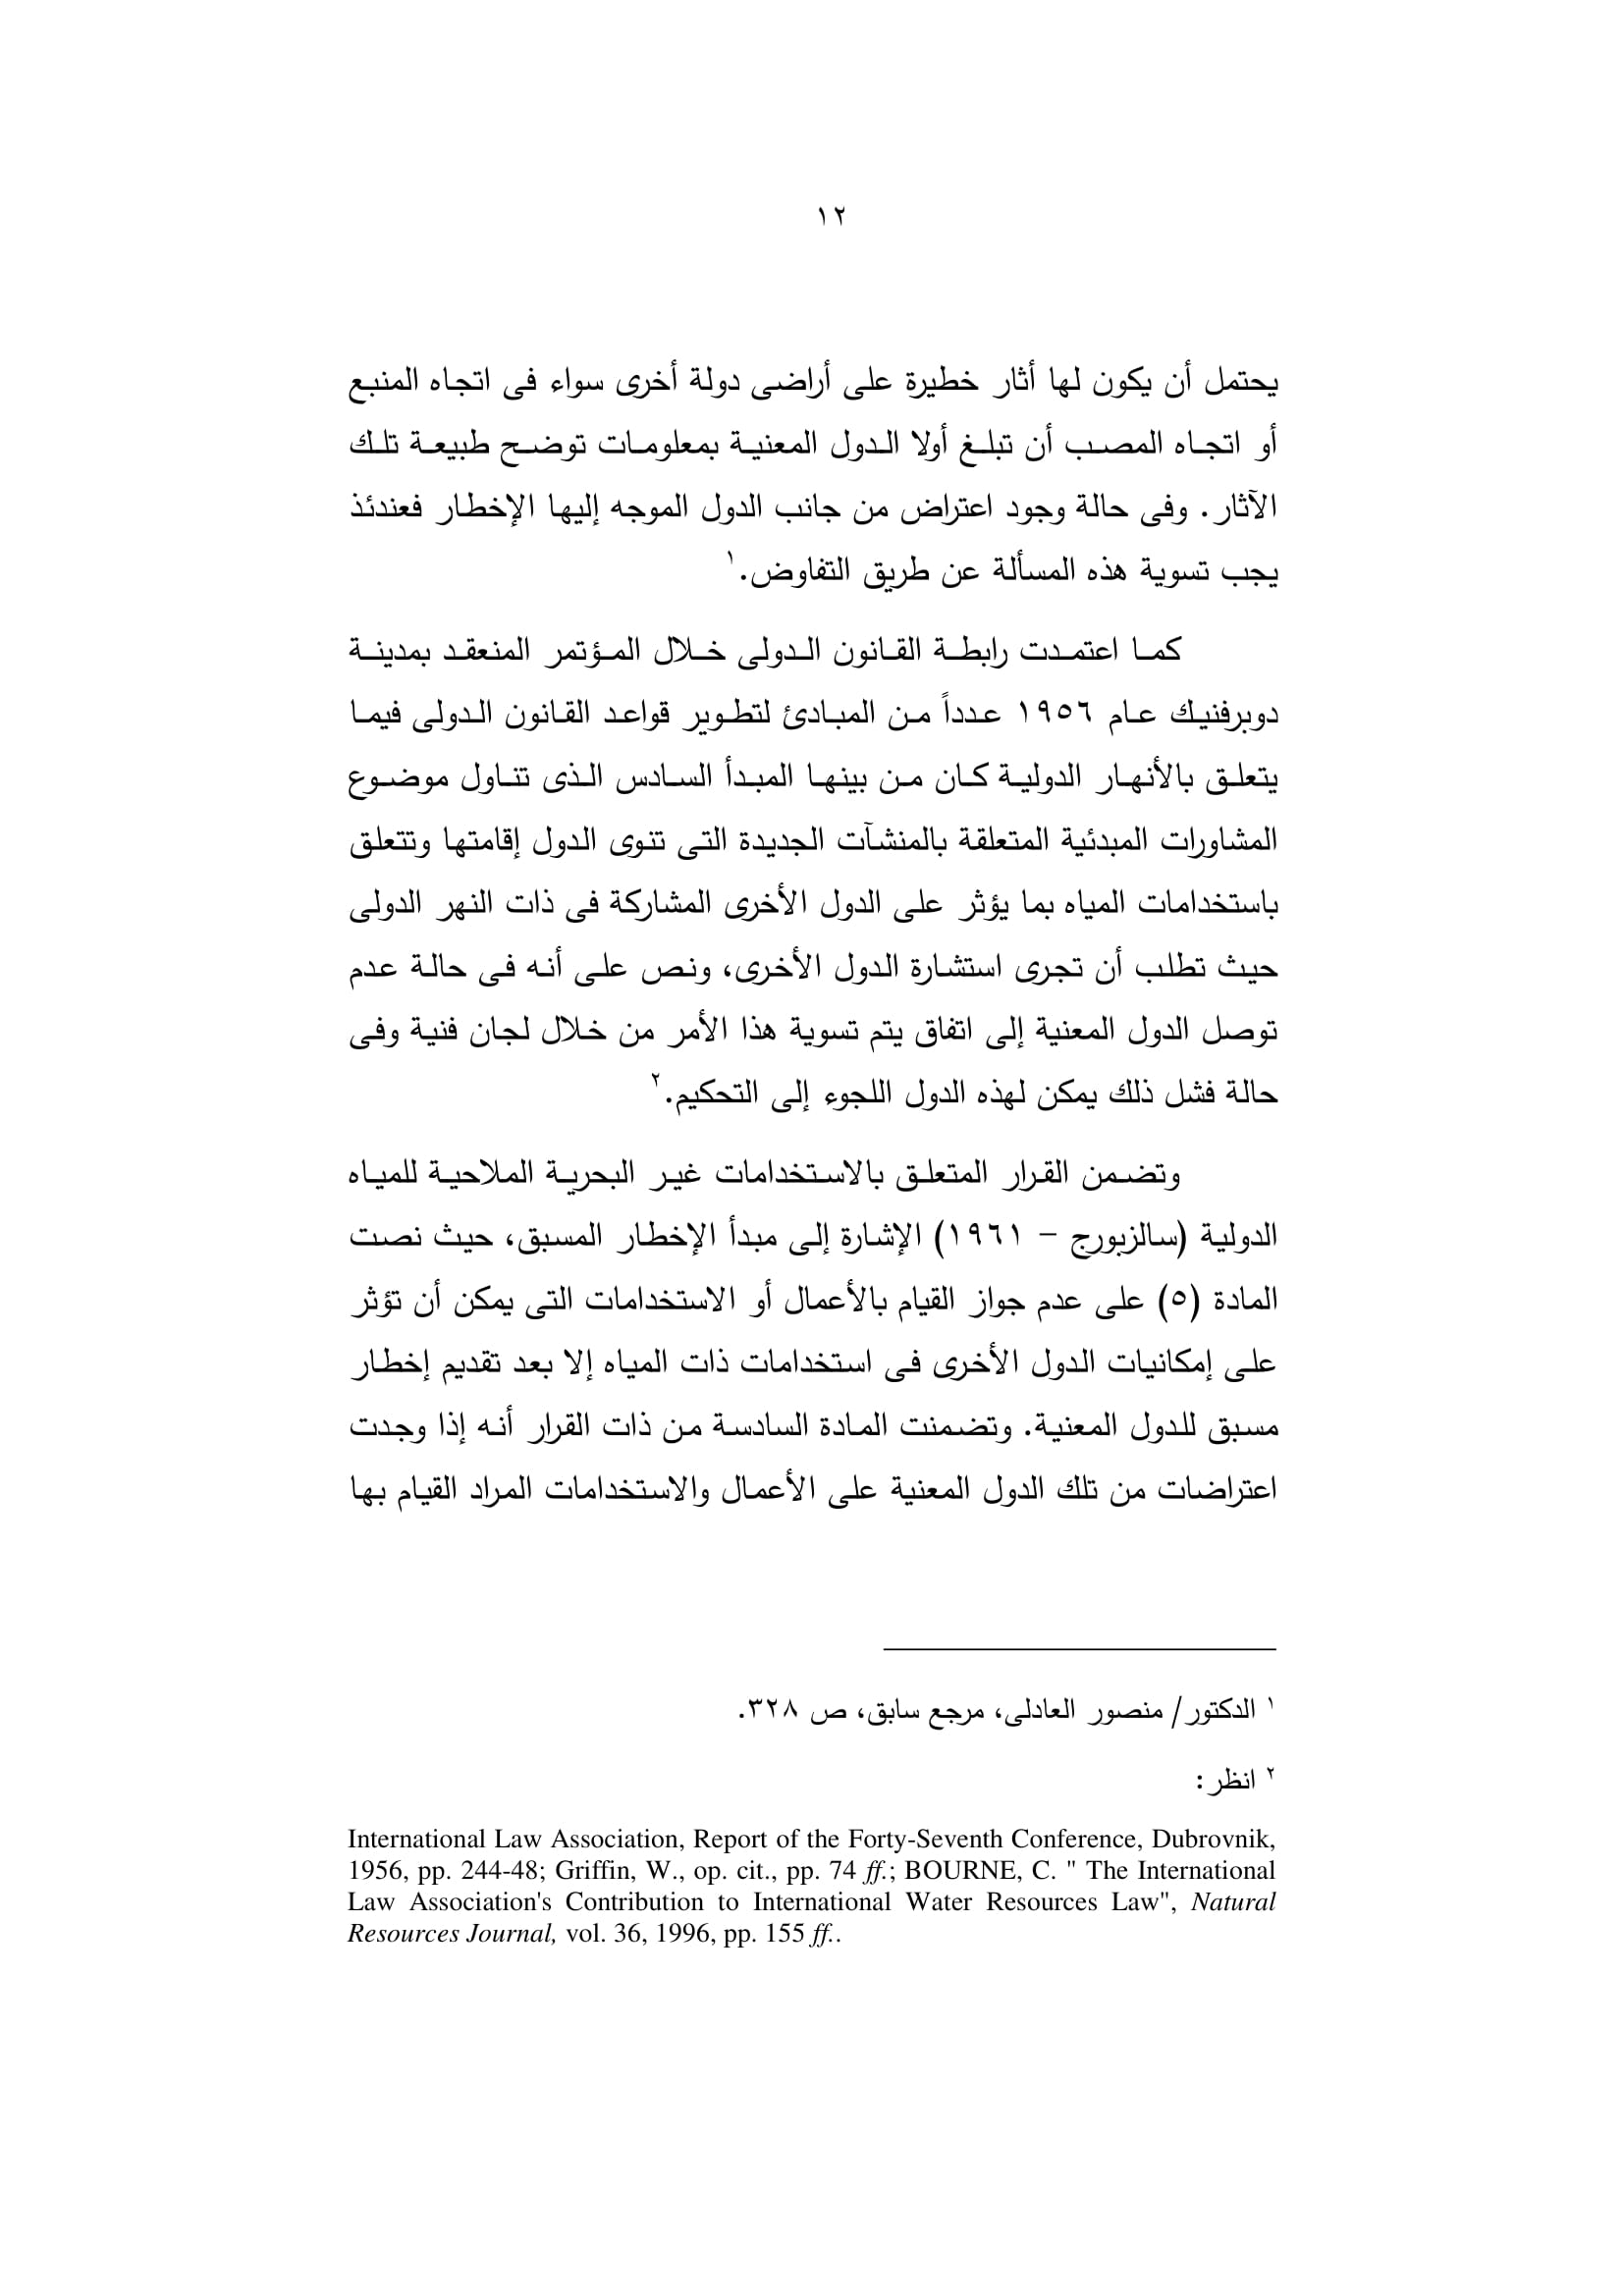 ١٢
يحتمل أن يكون لها أثار خطيرة على أراضى دولة أخرى سواء فى اتجاه المنبع
أو اتجاه المصب أن تبلغ أولا الدول المعنية بمعلومات توضح طبيعة تلك
الآثار. وفى حالة وجود اعتراض من جانب الدول الموجه إليها الإخطار فعندئذ
يجب تسوية هذه المسألة عن طريق التفاوض.١
كما اعتمدت رابطة القانون الدولى خلال المؤتمر المنعقد بمدينة
دوبرفنيك عام ١٩٥٦ عدداً من المبادئ لتطوير قواعد القانون الدولى فيما
يتعلق بالأنهار الدولية كان من بينها المبدأ السادس الذى تناول موضوع
المشاورات المبدئية المتعلقة بالمنشآت الجديدة التى تنوى الدول إقامتها وتتعلق
باستخدامات المياه بما يؤثر على الدول الأخرى المشاركة فى ذات النهر الدولى
حيث تطلب أن تجرى استشارة الدول الأخرى، ونص على أنه فى حالة عدم
توصل الدول المعنية إلى اتفاق يتم تسوية هذا الأمر من خلال لجان فنية وفى
حالة فشل ذلك يمكن لهذه الدول اللجوء إلى التحكيم.٢
وتضمن القرار المتعلق بالاستخدامات غير البحرية الملاحية للمياه
الدولية (سالزبورج – ١٩٦١) الإشارة إلى مبدأ الإخطار المسبق، حيث نصت
المادة (٥) على عدم جواز القيام بالأعمال أو الاستخدامات التى يمكن أن تؤثر
على إمكانيات الدول الأخرى فى استخدامات ذات المياه إلا بعد تقديم إخطار
مسبق للدول المعنية. وتضمنت المادة السادسة من ذات القرار أنه إذا وجدت
اعتراضات من تلك الدول المعنية على الأعمال والاستخدامات المراد القيام بها
١ الدكتور/ منصور العادلى، مرجع سابق، ص ٣٢٨.
٢ انظر:
International Law Association, Report of the Forty-Seventh Conference, Dubrovnik,
1956, pp. 244-48; Griffin, W., op. cit., pp. 74 ff.; BOURNE, C. " The International
Law Association's Contribution to International Water Resources Law", Natural
Resources Journal, vol. 36, 1996, pp. 155 ff..